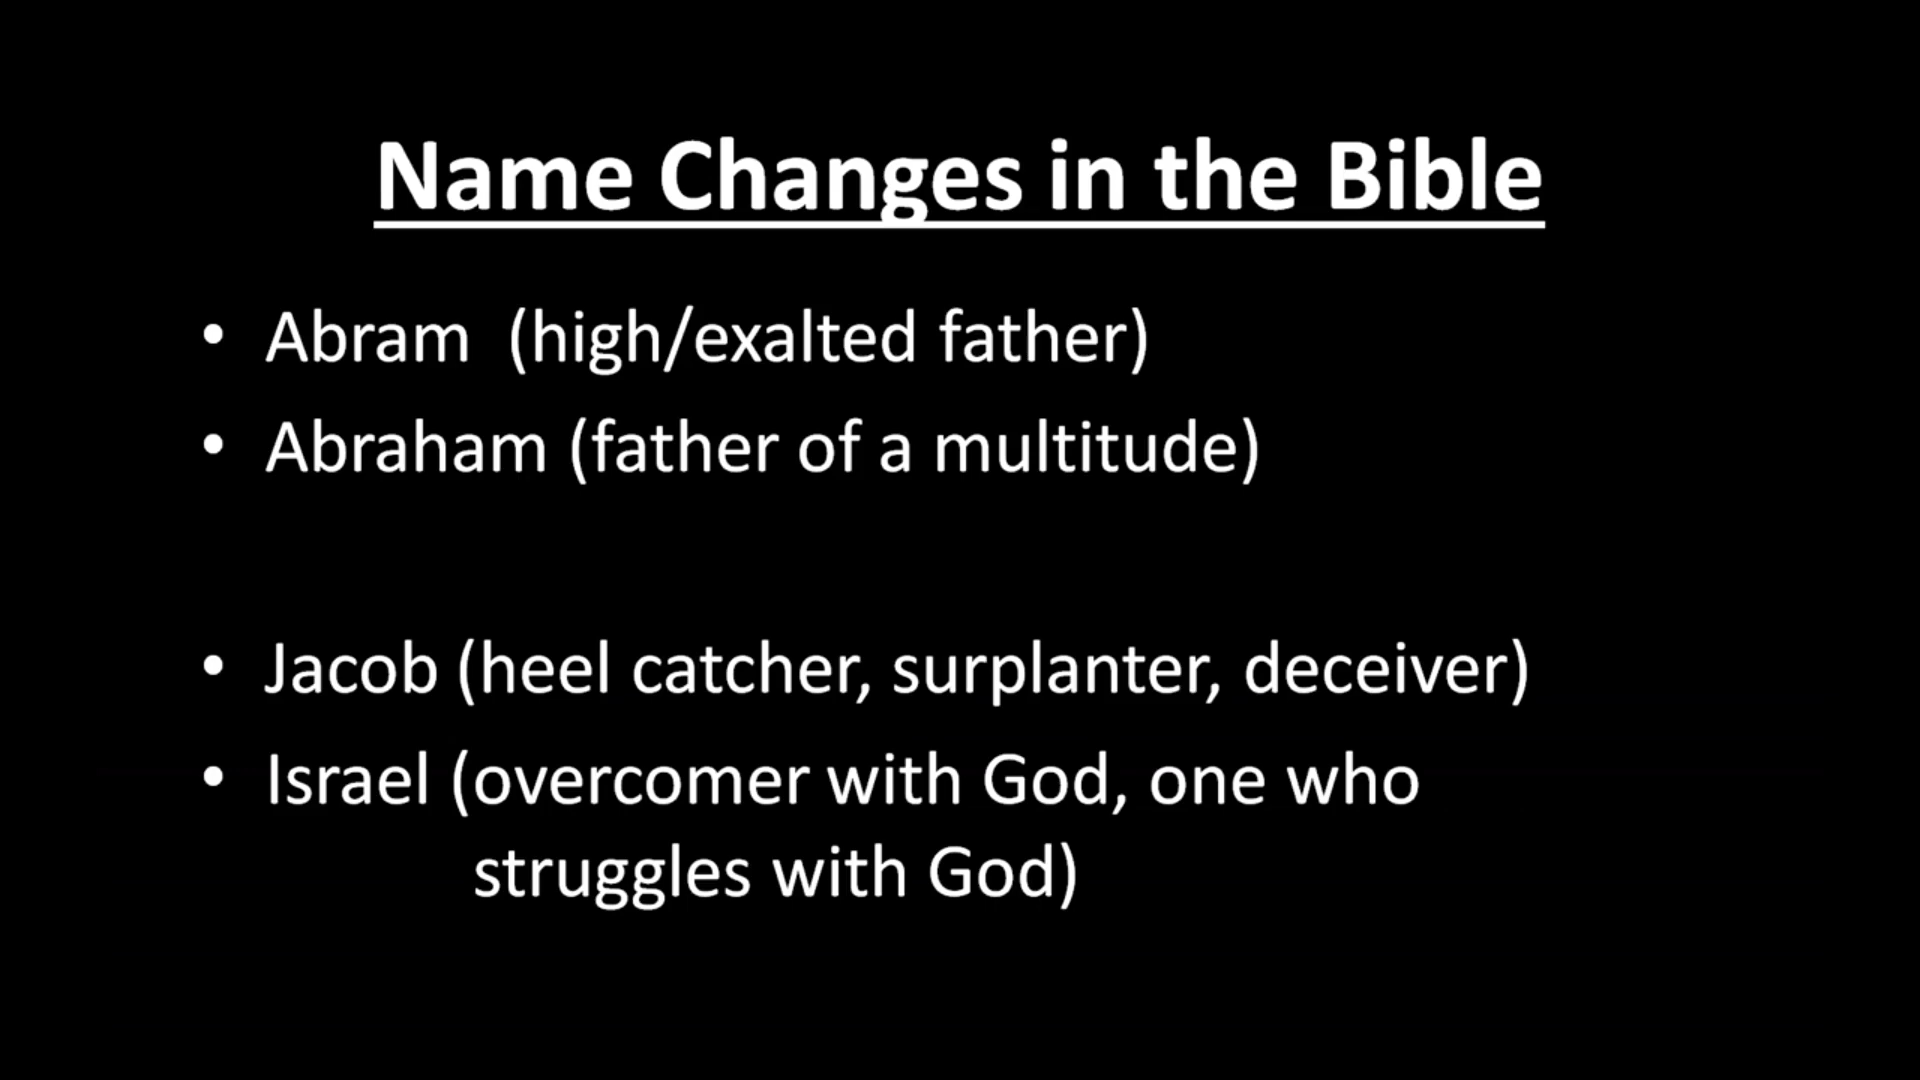 Name Changes in the Bible
• Abram (high/exalted father)
• Abraham (father of a multitude)
• Jacob (heel catcher, surplanter, deceiver)
• Israel (overcomer with God, one who
struggles with God)